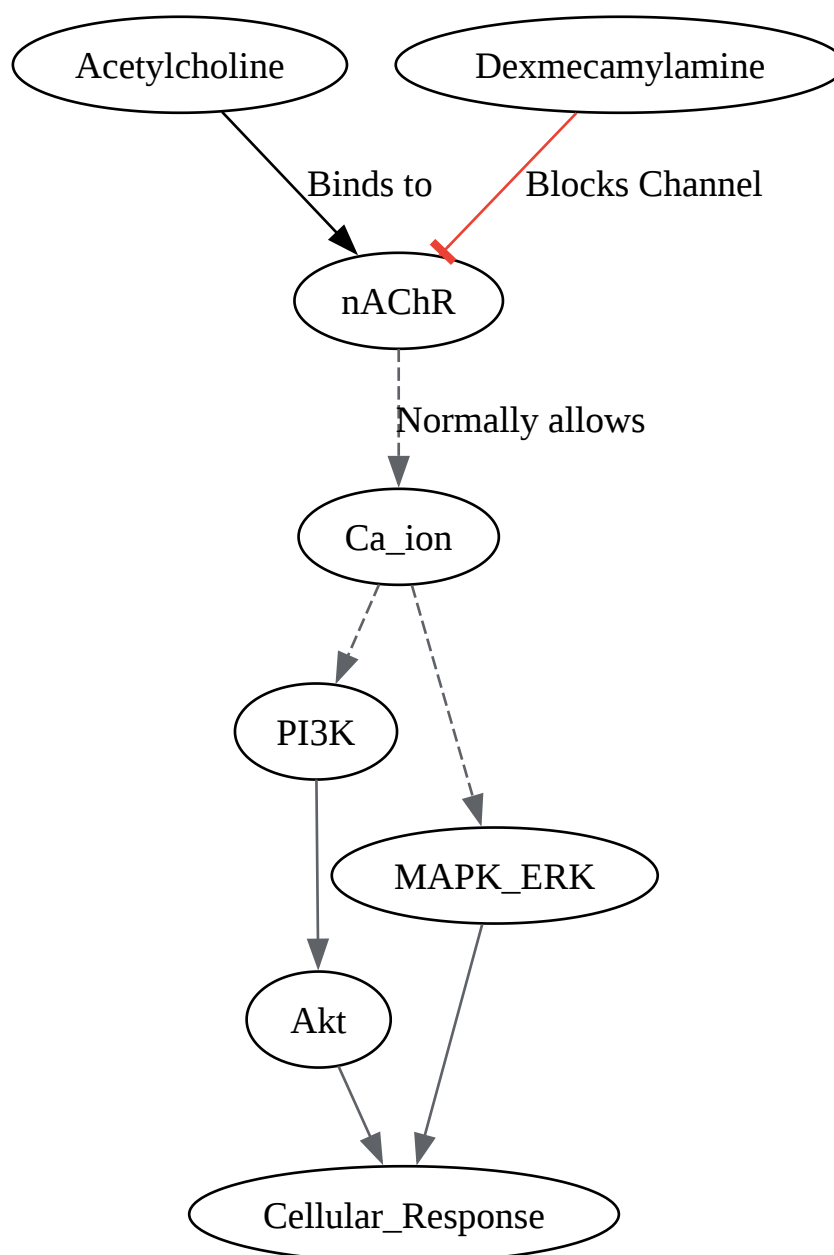 Acetylcholine
Dexmecamylamine
Binds to
Blocks Channel
nAChR
Normally allows
Ca_ion
PI3K
MAPK_ERK
Akt
Cellular_Response